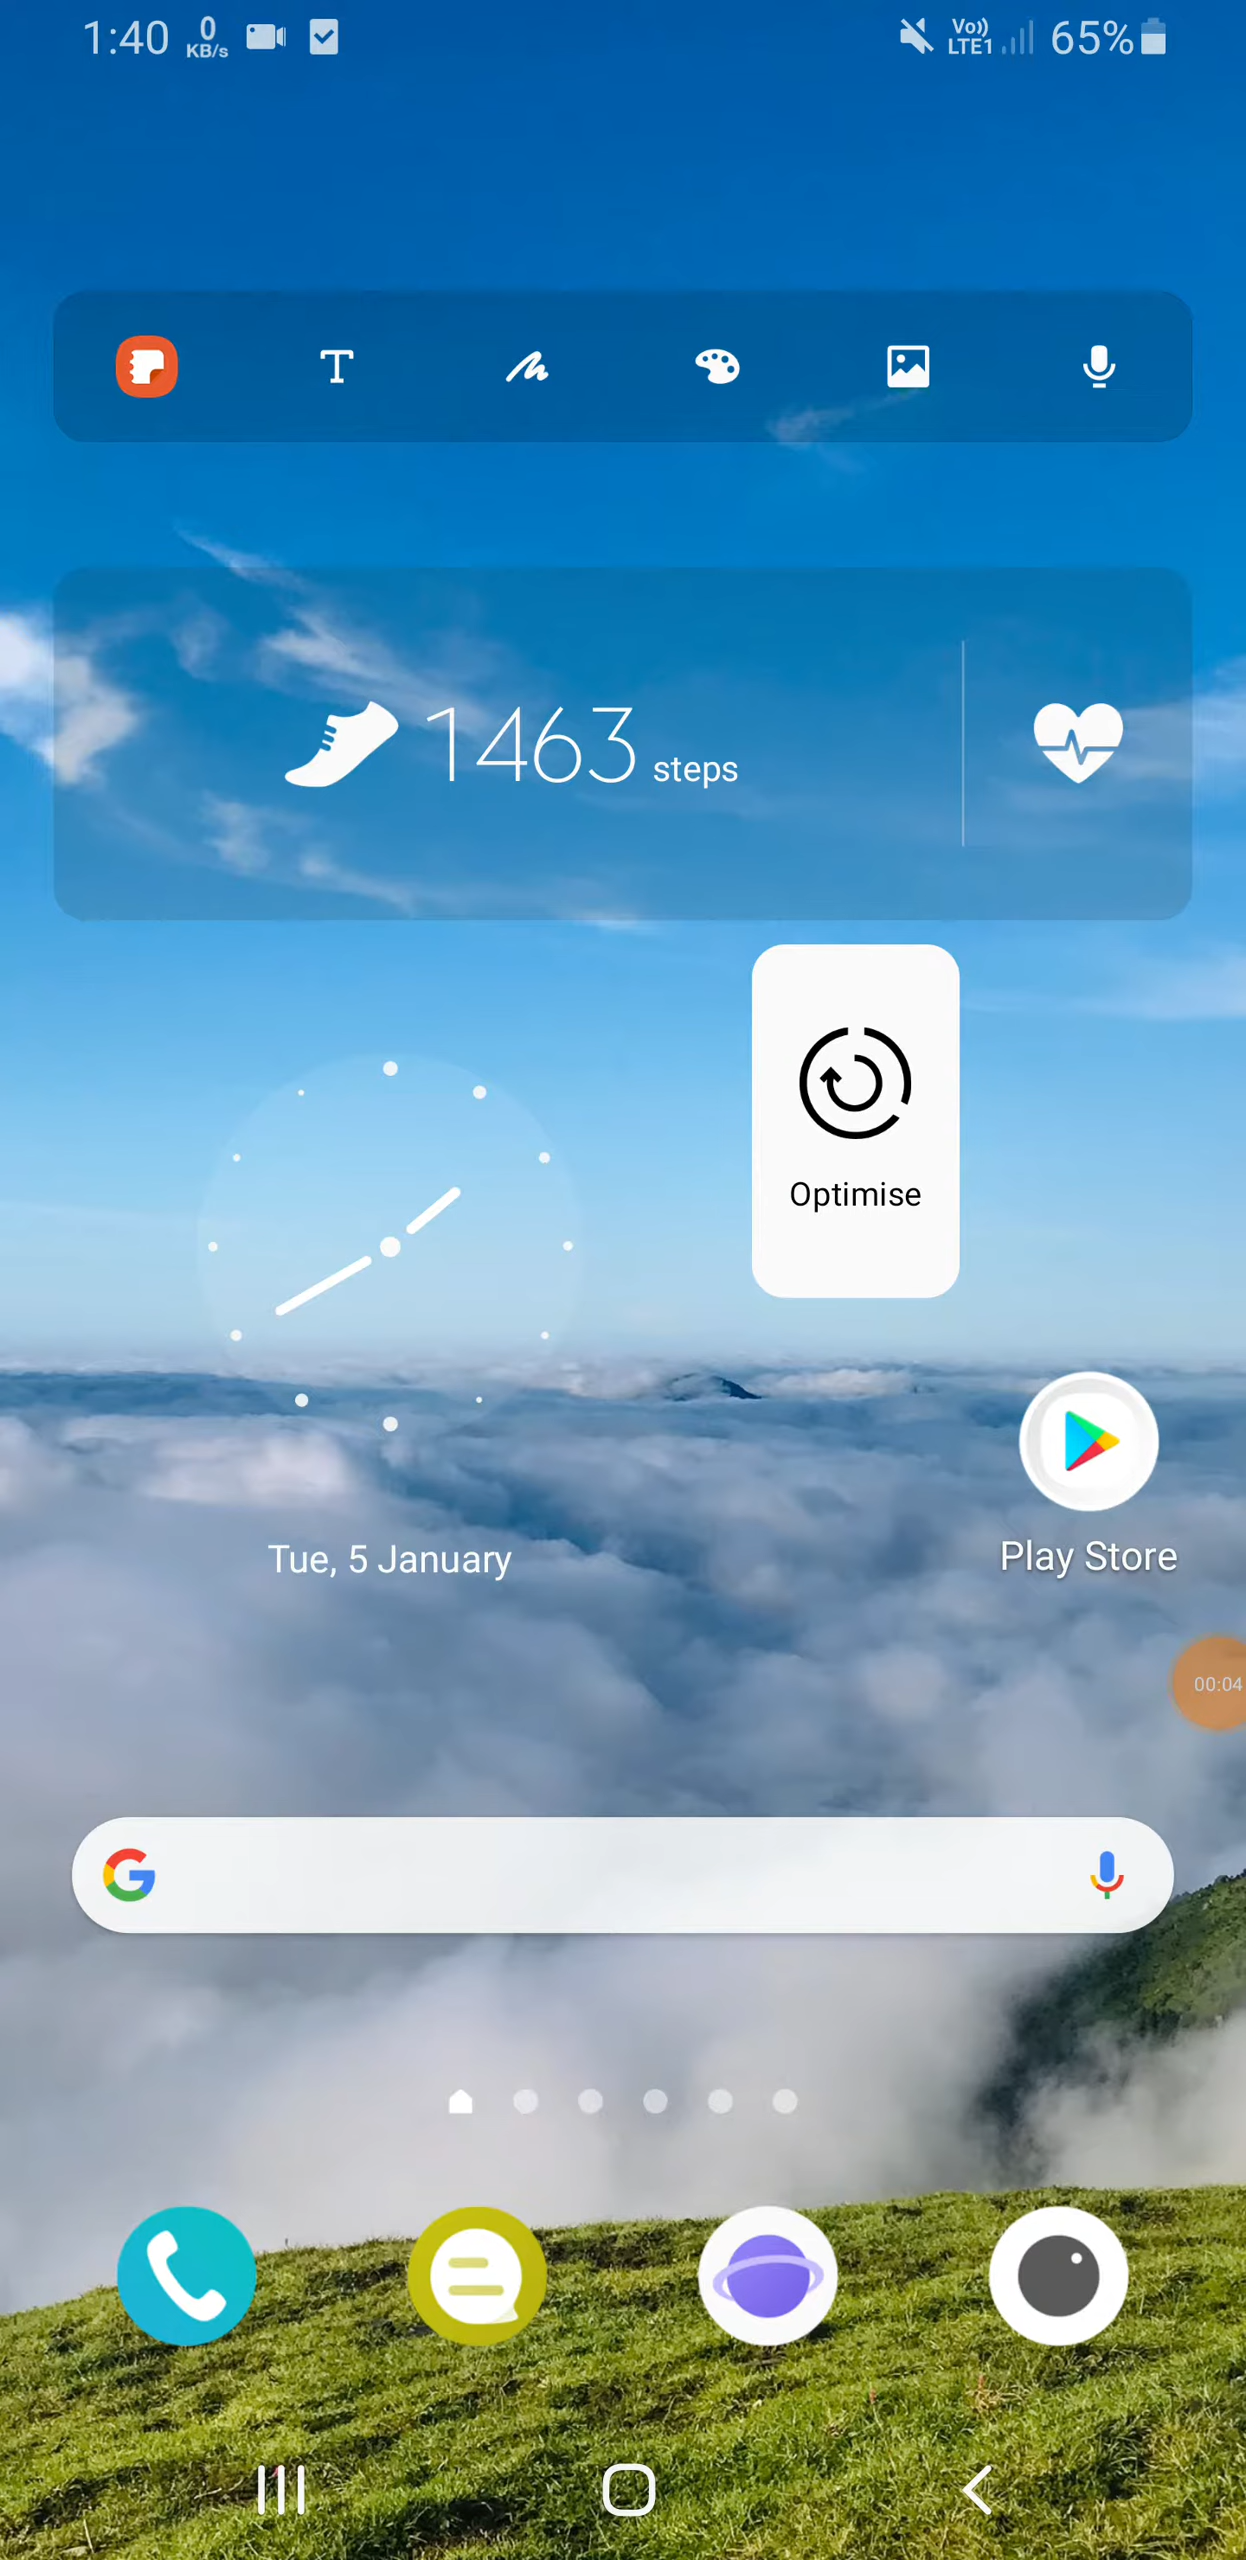 1:40 0 KB/s Vo)) LTE1 65%
T
1463 steps
Optimise
Tue, 5 January
Play Store
00:04
G